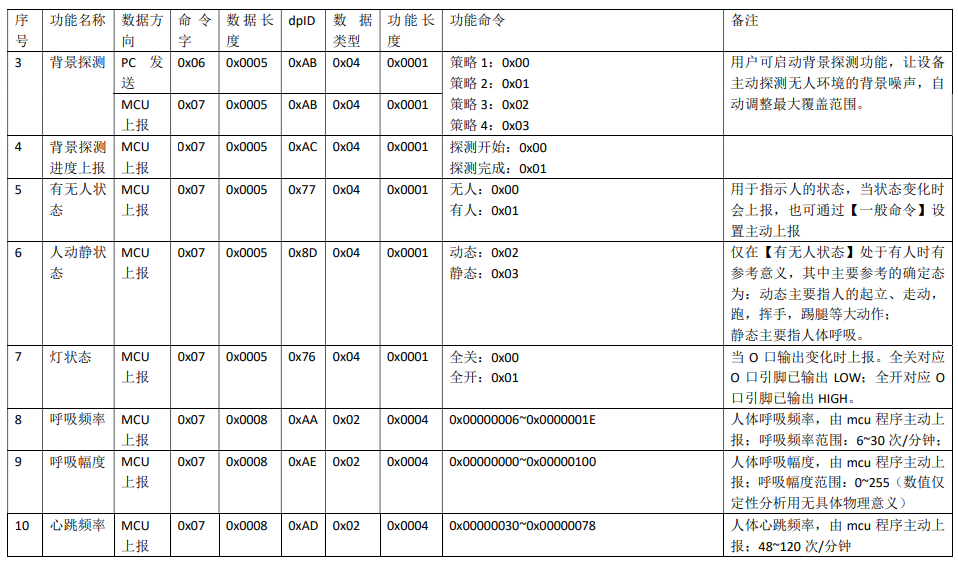 序号 功能名称 数据方向 命令字 数据长度 dpID 数据类型 功能长度 功能命令 备注
3 背景探测 PC 发送 0x06 0x0005 0xAB 0x04 0x0001 策略 1：0x00
策略 2：0x01
MCU 上报 0x07 0x0005 0xAB 0x04 0x0001 策略 3：0x02
策略 4：0x03
用户可启动背景探测功能，让设备
主动探测无人环境的背景噪声，自
动调整最大覆盖范围。
4 背景探测进度上报 MCU 上报 0x07 0x0005 0xAC 0x04 0x0001 探测开始：0x00
探测完成：0x01
5 有无人状态 MCU 上报 0x07 0x0005 0x77 0x04 0x0001 无人：0x00
有人：0x01
用于指示人的状态，当状态变化时
会上报，也可通过【一般命令】设
置主动上报
6 人动静状态 MCU 上报 0x07 0x0005 0x8D 0x04 0x0001 动态：0x02
静态：0x03
仅在【有无人状态】处于有人时有
参考意义，其中主要参考的确定态
为：动态主要指人的起立、走动，
跑，挥手，踢腿等大动作；
静态主要指人体呼吸。
7 灯状态 MCU 上报 0x07 0x0005 0x76 0x04 0x0001 全关：0x00
全开：0x01
当 O 口输出变化时上报。全关对应
O 口引脚已输出 LOW；全开对应 O
口引脚已输出 HIGH。
8 呼吸频率 MCU 上报 0x07 0x0008 0xAA 0x02 0x0004 0x00000006~0x0000001E
人体呼吸频率，由 mcu 程序主动上
报；呼吸频率范围：6~30 次/分钟；
9 呼吸幅度 MCU 上报 0x07 0x0008 0xAE 0x02 0x0004 0x00000000~0x00000100
人体呼吸幅度，由 mcu 程序主动上
报；呼吸幅度范围：0~255（数值仅
定性分析用无具体物理意义）
10 心跳频率 MCU 上报 0x07 0x0008 0xAD 0x02 0x0004 0x00000030~0x00000078
人体心跳频率，由 mcu 程序主动上
报；48~120 次/分钟